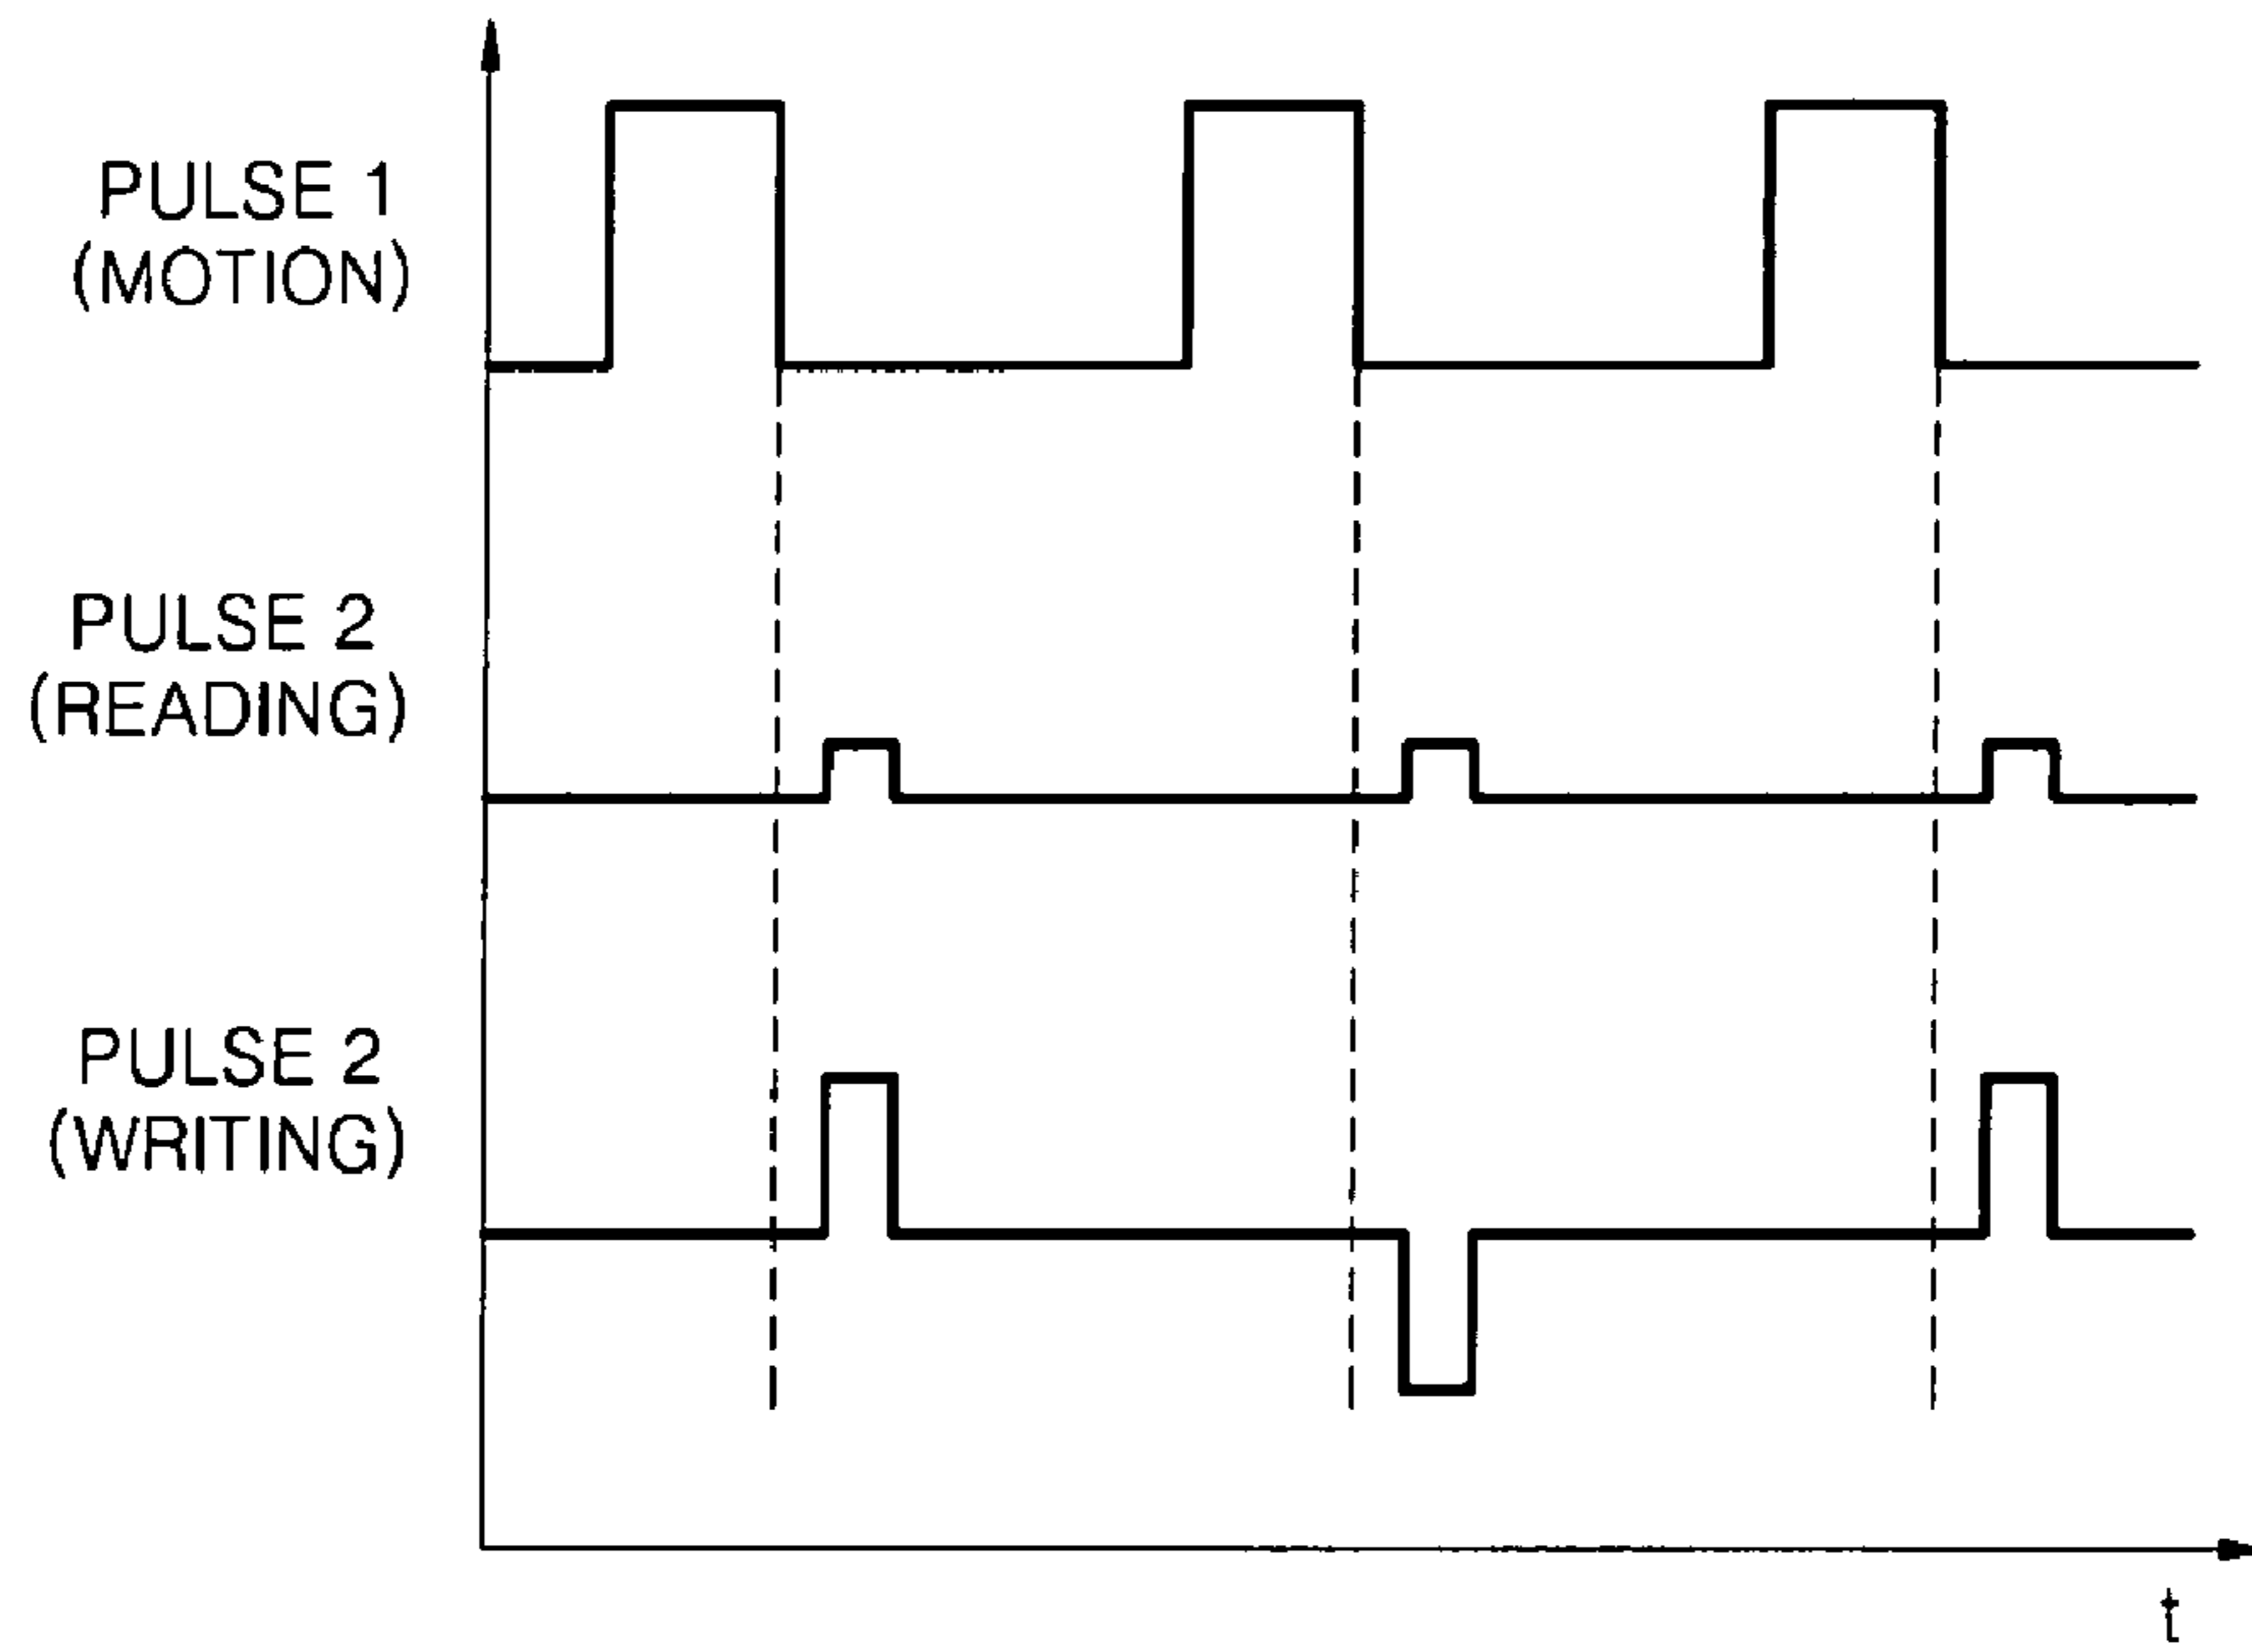 PULSE 1
(MOTION)
PULSE 2
(READING)
PULSE 2
(WRITING)
t